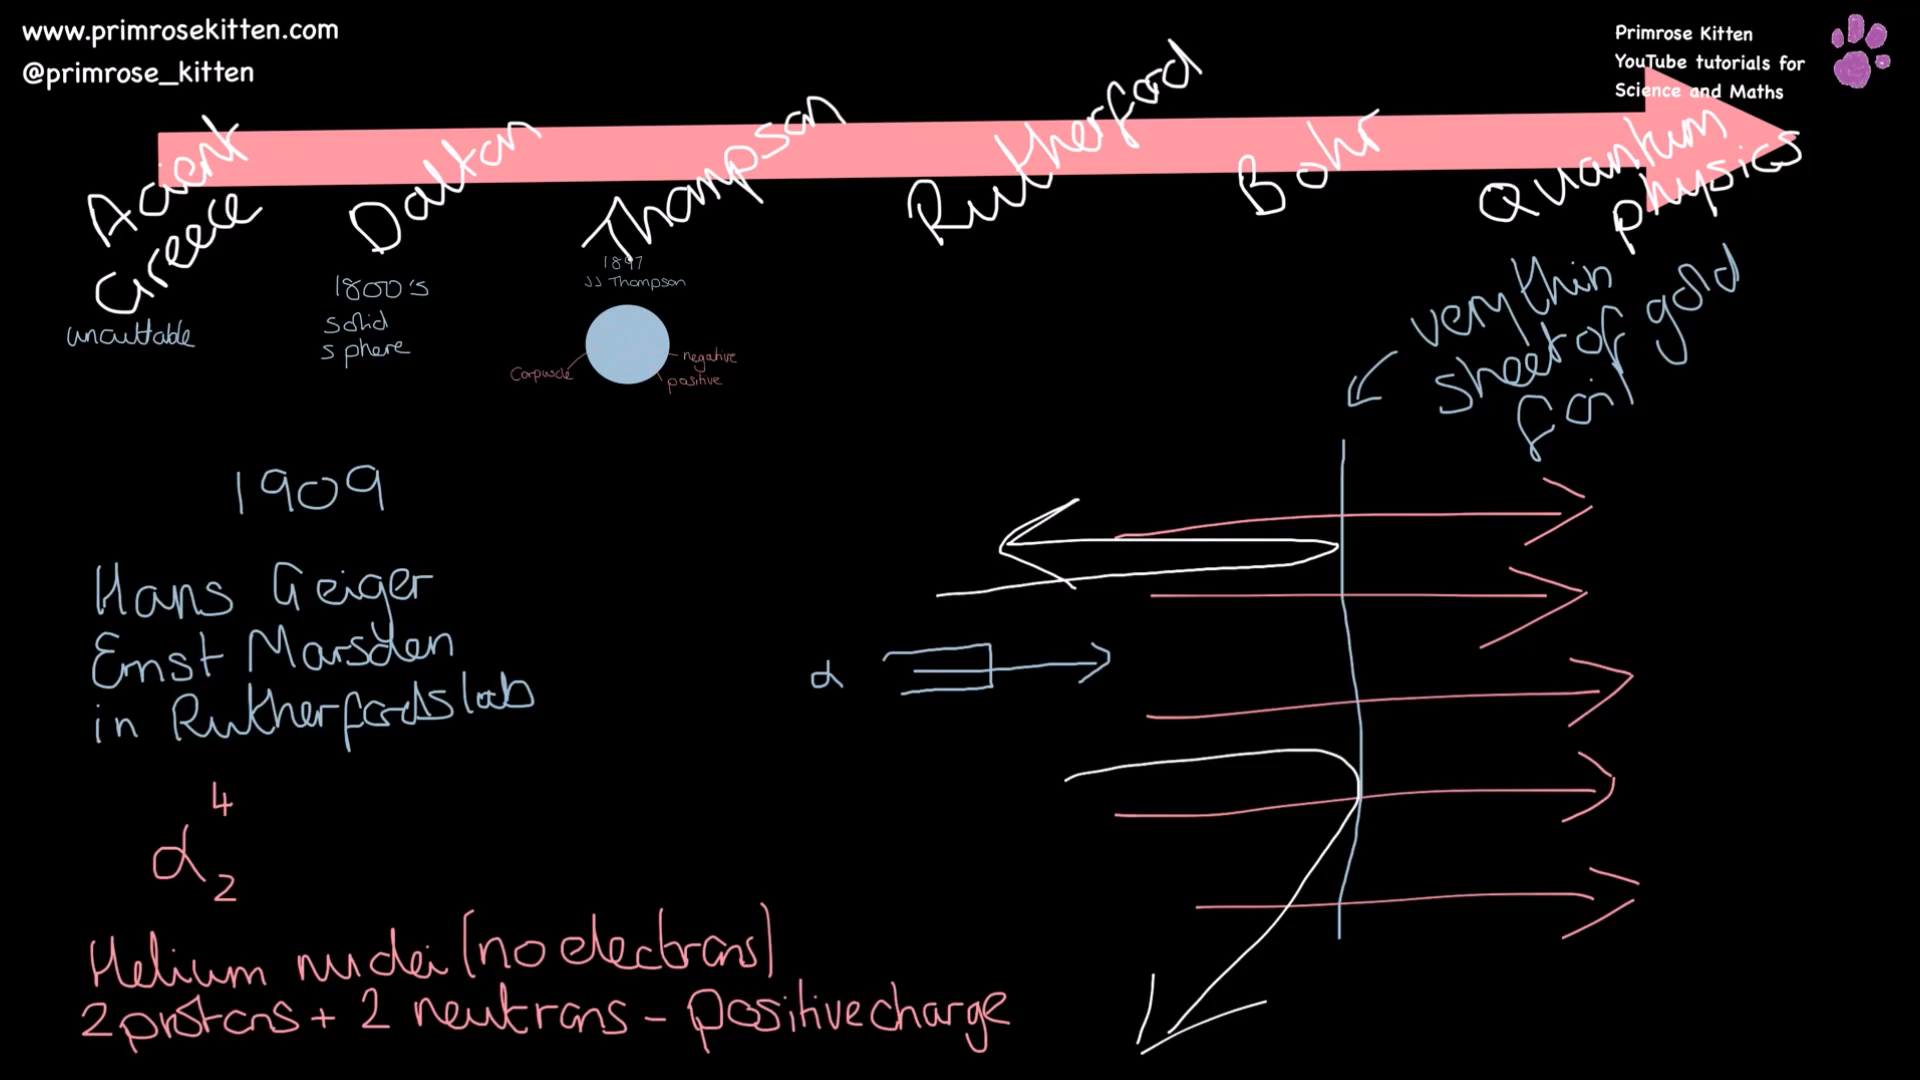 www.primrosekitten.com
@primrose_kitten
Primrose Kitten
YouTube tutorials for
Science and Maths
Acient
Greece
Dalton
Thompson
Rutherford
Bohr
Quantum
physics
uncuttable
1800's
solid
sphere
1897
JJ Thompson
Corpuscle
negative
positive
very thin
sheet of gold
foil
1909
Hans Geiger
Ernst Marsden
in Rutherfords lab
α
4
α
2
Helium nuclei (no electrons)
2 protons + 2 neutrons - positive charge